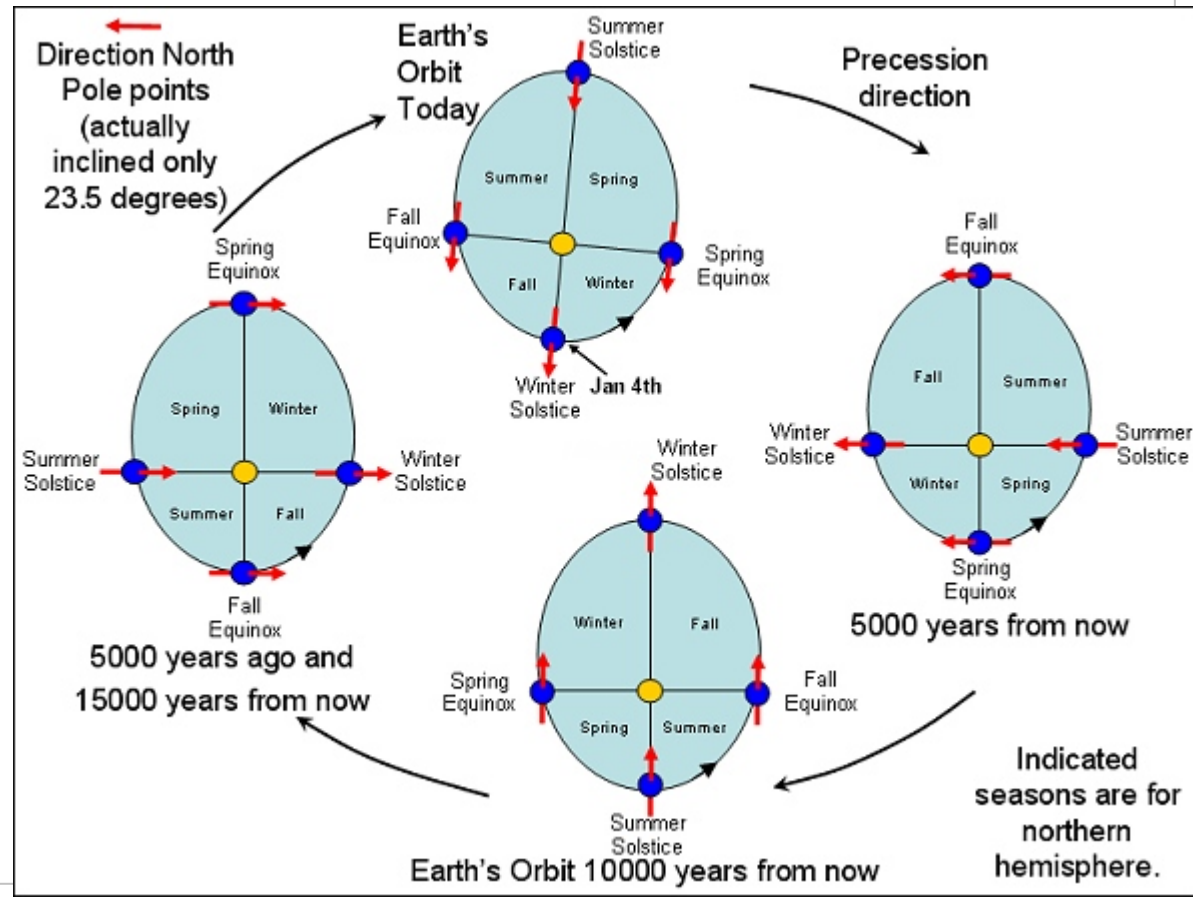 Direction North
Pole points
(actually
inclined only
23.5 degrees)
Earth's
Orbit
Today
Summer
Solstice
Summer
Spring
Fall
Equinox
Spring
Equinox
Fall
Winter
Winter
Solstice
Jan 4th
Precession
direction
Spring
Equinox
Spring
Winter
Summer
Solstice
Winter
Solstice
Summer
Fall
Fall
Equinox
5000 years ago and
15000 years from now
Fall
Equinox
Fall
Summer
Winter
Solstice
Summer
Solstice
Winter
Spring
Spring
Equinox
5000 years from now
Winter
Solstice
Winter
Fall
Spring
Equinox
Fall
Equinox
Spring
Summer
Summer
Solstice
Earth's Orbit 10000 years from now
Indicated
seasons are for
northern
hemisphere.